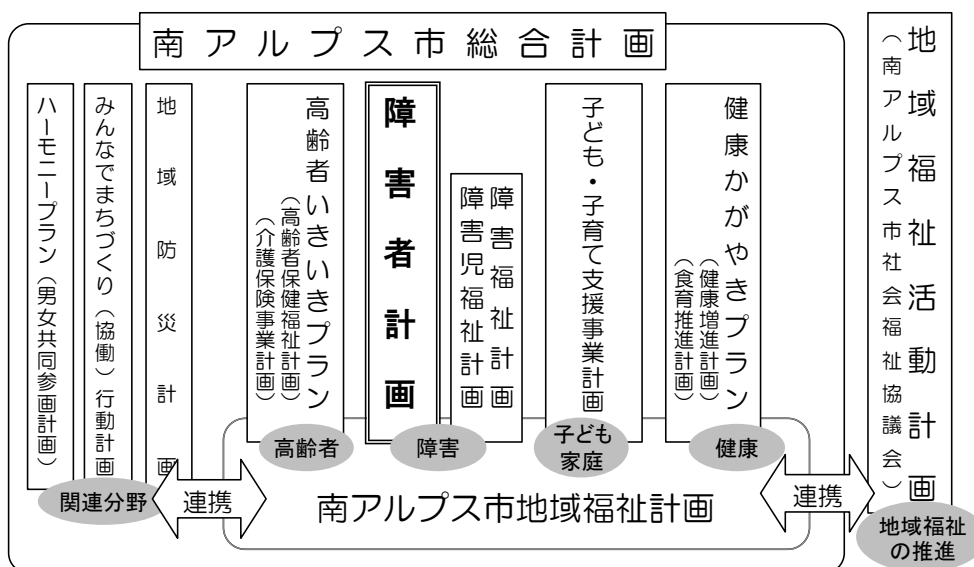 南アルプス市総合計画
地域福祉活動計画
（南アルプス市社会福祉協議会）
健康かがやきプラン
（健康増進計画）
（食育推進計画）
子ども・子育て支援事業計画
障害福祉計画
障害児福祉計画
障害者計画
高齢者いきいきプラン
（高齢者保健福祉計画）
（介護保険事業計画）
地域防災計画
みんなでまちづくり（協働）行動計画
ハーモニープラン（男女共同参画計画）
高齢者
障害
子ども
家庭
健康
関連分野
連携
南アルプス市地域福祉計画
連携
地域福祉
の推進